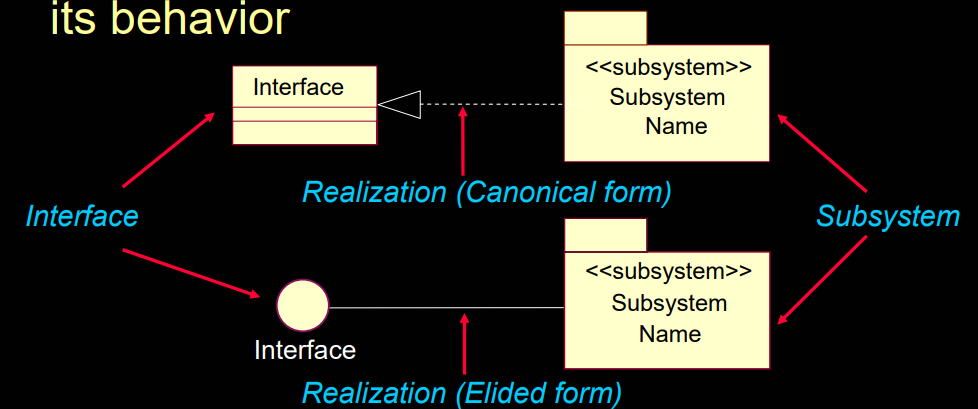 its behavior
<<subsystem>>
Subsystem
Name
Interface
Realization (Canonical form)
Interface
Subsystem
<<subsystem>>
Subsystem
Name
Interface
Realization (Elided form)